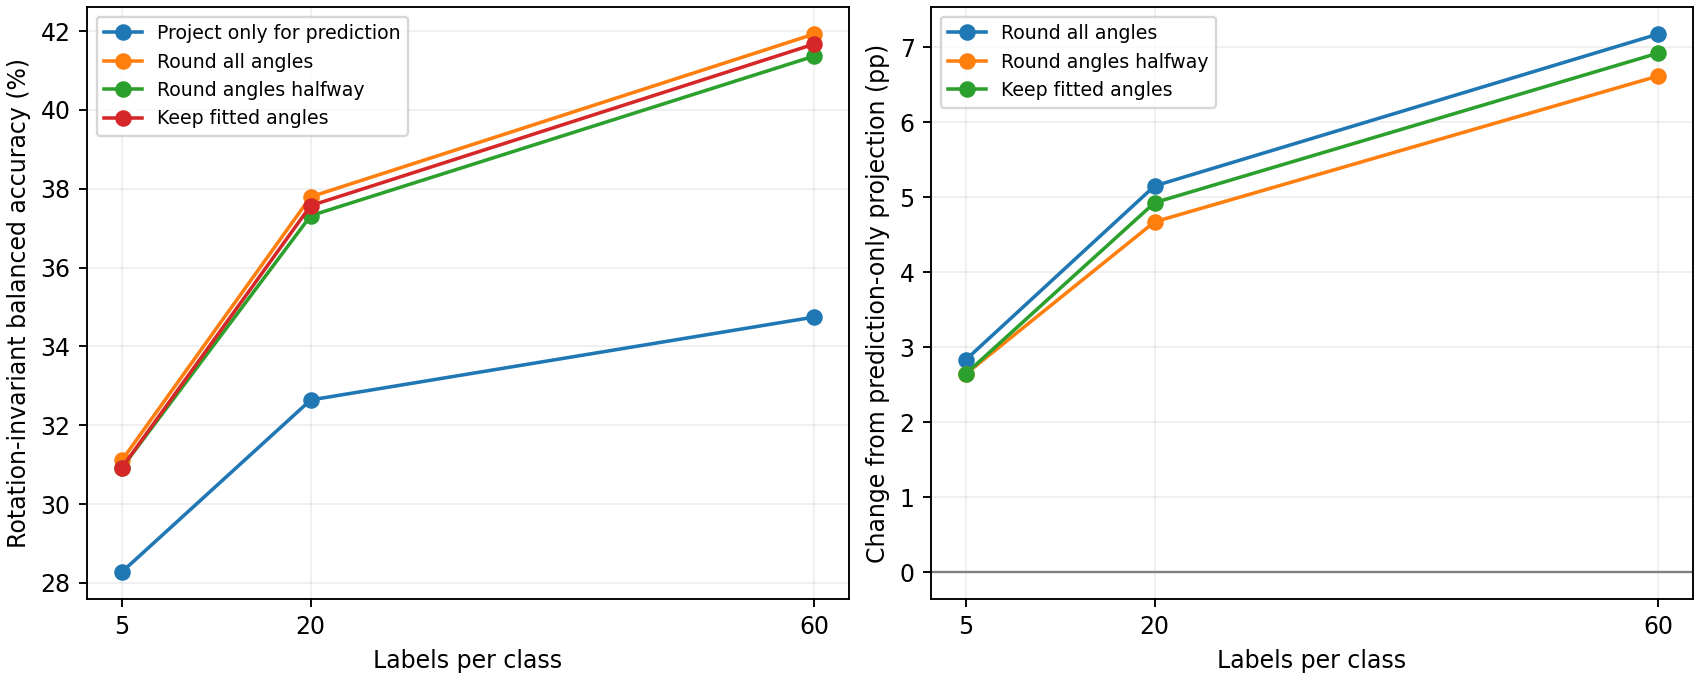 Rotation-invariant balanced accuracy (%)
42
40
38
36
34
32
30
28
Project only for prediction
Round all angles
Round angles halfway
Keep fitted angles
5
20
60
Labels per class
Change from prediction-only projection (pp)
7
6
5
4
3
2
1
0
Round all angles
Round angles halfway
Keep fitted angles
5
20
60
Labels per class